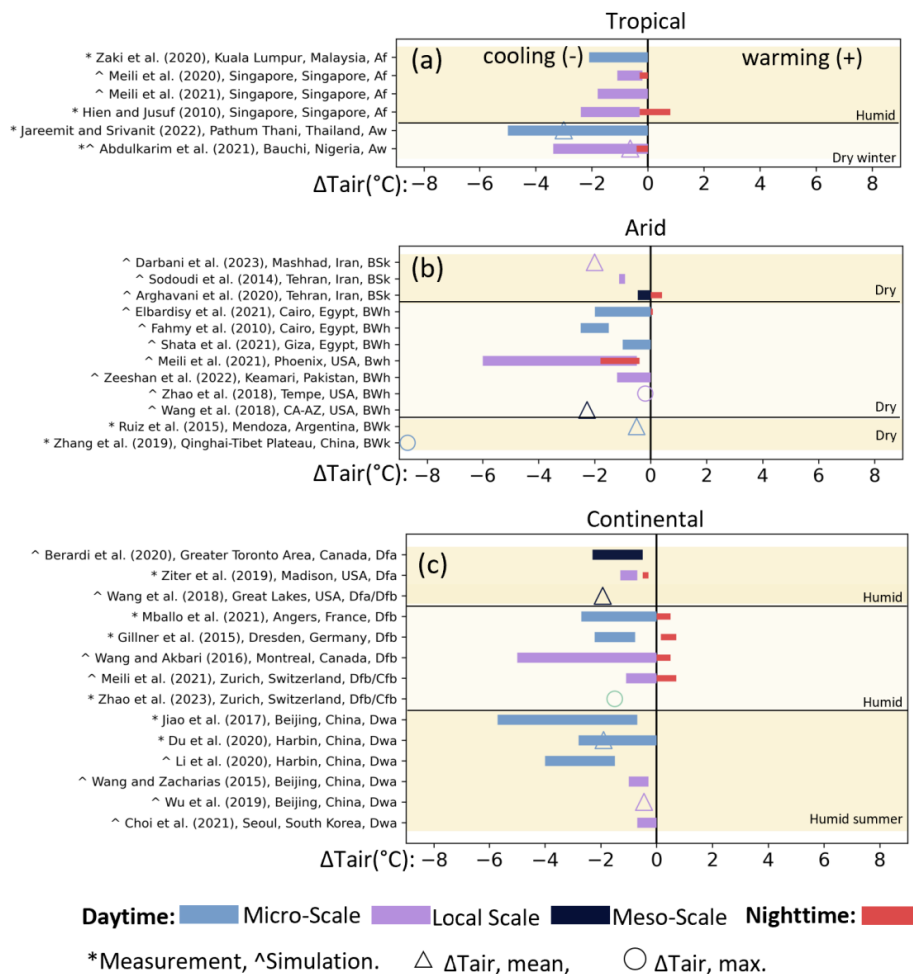 Tropical
(a)
cooling (-)
warming (+)
* Zaki et al. (2020), Kuala Lumpur, Malaysia, Af
^ Meili et al. (2020), Singapore, Singapore, Af
^ Meili et al. (2021), Singapore, Singapore, Af
* Hien and Jusuf (2010), Singapore, Singapore, Af
Humid
* Jareemit and Srivanit (2022), Pathum Thani, Thailand, Aw
*^ Abdulkarim et al. (2021), Bauchi, Nigeria, Aw
Dry winter
ΔTair(°C): −8 −6 −4 −2 0 2 4 6 8
Arid
(b)
^ Darbani et al. (2023), Mashhad, Iran, BSk
^ Sodoudi et al. (2014), Tehran, Iran, BSk
^ Arghavani et al. (2020), Tehran, Iran, BSk
Dry
^ Elbardisy et al. (2021), Cairo, Egypt, BWh
^ Fahmy et al. (2010), Cairo, Egypt, BWh
^ Shata et al. (2021), Giza, Egypt, BWh
^ Meili et al. (2021), Phoenix, USA, Bwh
^ Zeeshan et al. (2022), Keamari, Pakistan, BWh
^ Zhao et al. (2018), Tempe, USA, BWh
^ Wang et al. (2018), CA-AZ, USA, BWh
Dry
* Ruiz et al. (2015), Mendoza, Argentina, BWk
* Zhang et al. (2019), Qinghai-Tibet Plateau, China, BWk
Dry
ΔTair(°C): −8 −6 −4 −2 0 2 4 6 8
Continental
(c)
^ Berardi et al. (2020), Greater Toronto Area, Canada, Dfa
* Ziter et al. (2019), Madison, USA, Dfa
^ Wang et al. (2018), Great Lakes, USA, Dfa/Dfb
Humid
* Mballo et al. (2021), Angers, France, Dfb
* Gillner et al. (2015), Dresden, Germany, Dfb
^ Wang and Akbari (2016), Montreal, Canada, Dfb
^ Meili et al. (2021), Zurich, Switzerland, Dfb/Cfb
* Zhao et al. (2023), Zurich, Switzerland, Dfb/Cfb
Humid
* Jiao et al. (2017), Beijing, China, Dwa
* Du et al. (2020), Harbin, China, Dwa
^ Li et al. (2020), Harbin, China, Dwa
^ Wang and Zacharias (2015), Beijing, China, Dwa
^ Wu et al. (2019), Beijing, China, Dwa
^ Choi et al. (2021), Seoul, South Korea, Dwa
Humid summer
ΔTair(°C): −8 −6 −4 −2 0 2 4 6 8
Daytime: Micro-Scale Local Scale Meso-Scale Nighttime:
*Measurement, ^Simulation. △ ΔTair, mean, ○ ΔTair, max.